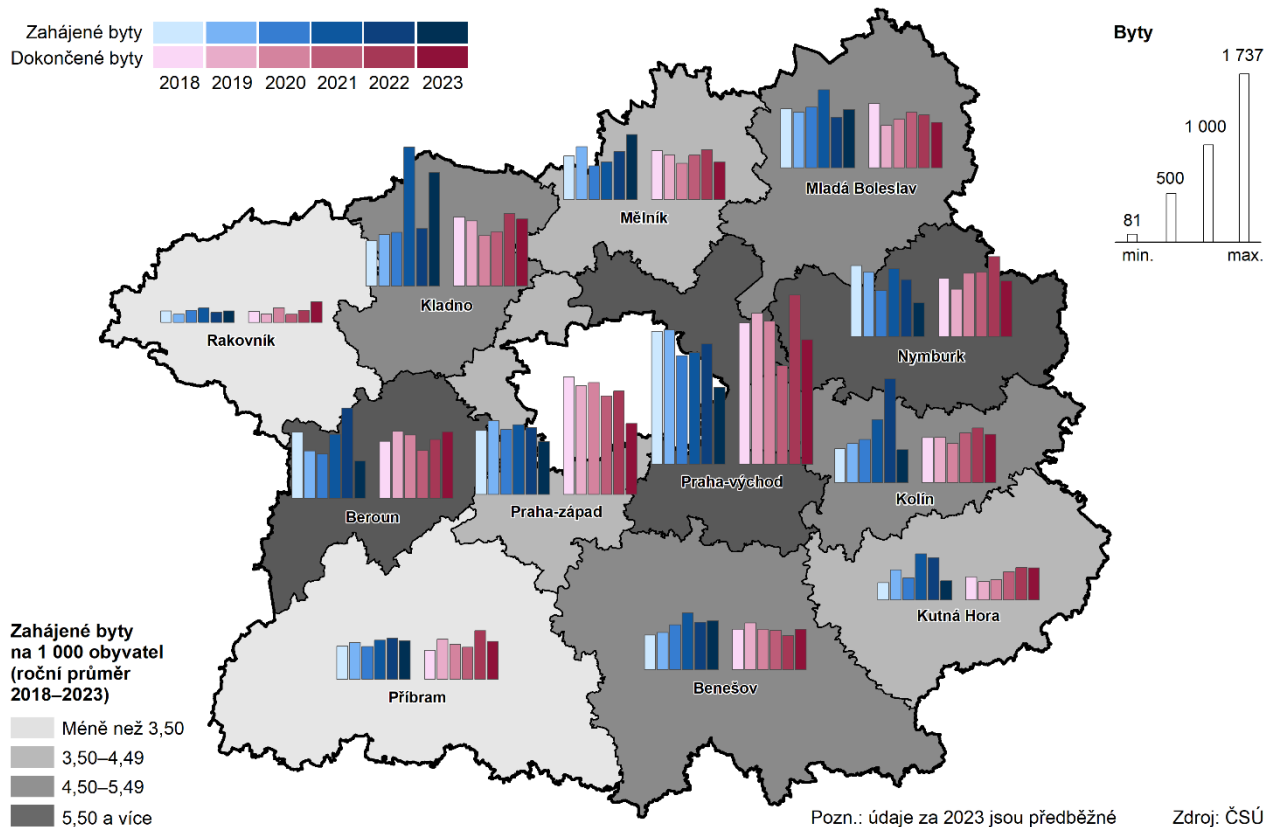 Zahájené byty
Dokončené byty
2018 2019 2020 2021 2022 2023
Byty
1 737
1 000
500
81
min. max.
Mladá Boleslav
Mělník
Kladno
Rakovník
Nymburk
Praha-východ
Kolín
Beroun
Praha-západ
Kutná Hora
Příbram
Benešov
Zahájené byty
na 1 000 obyvatel
(roční průměr
2018–2023)
Méně než 3,50
3,50–4,49
4,50–5,49
5,50 a více
Pozn.: údaje za 2023 jsou předběžné
Zdroj: ČSÚ